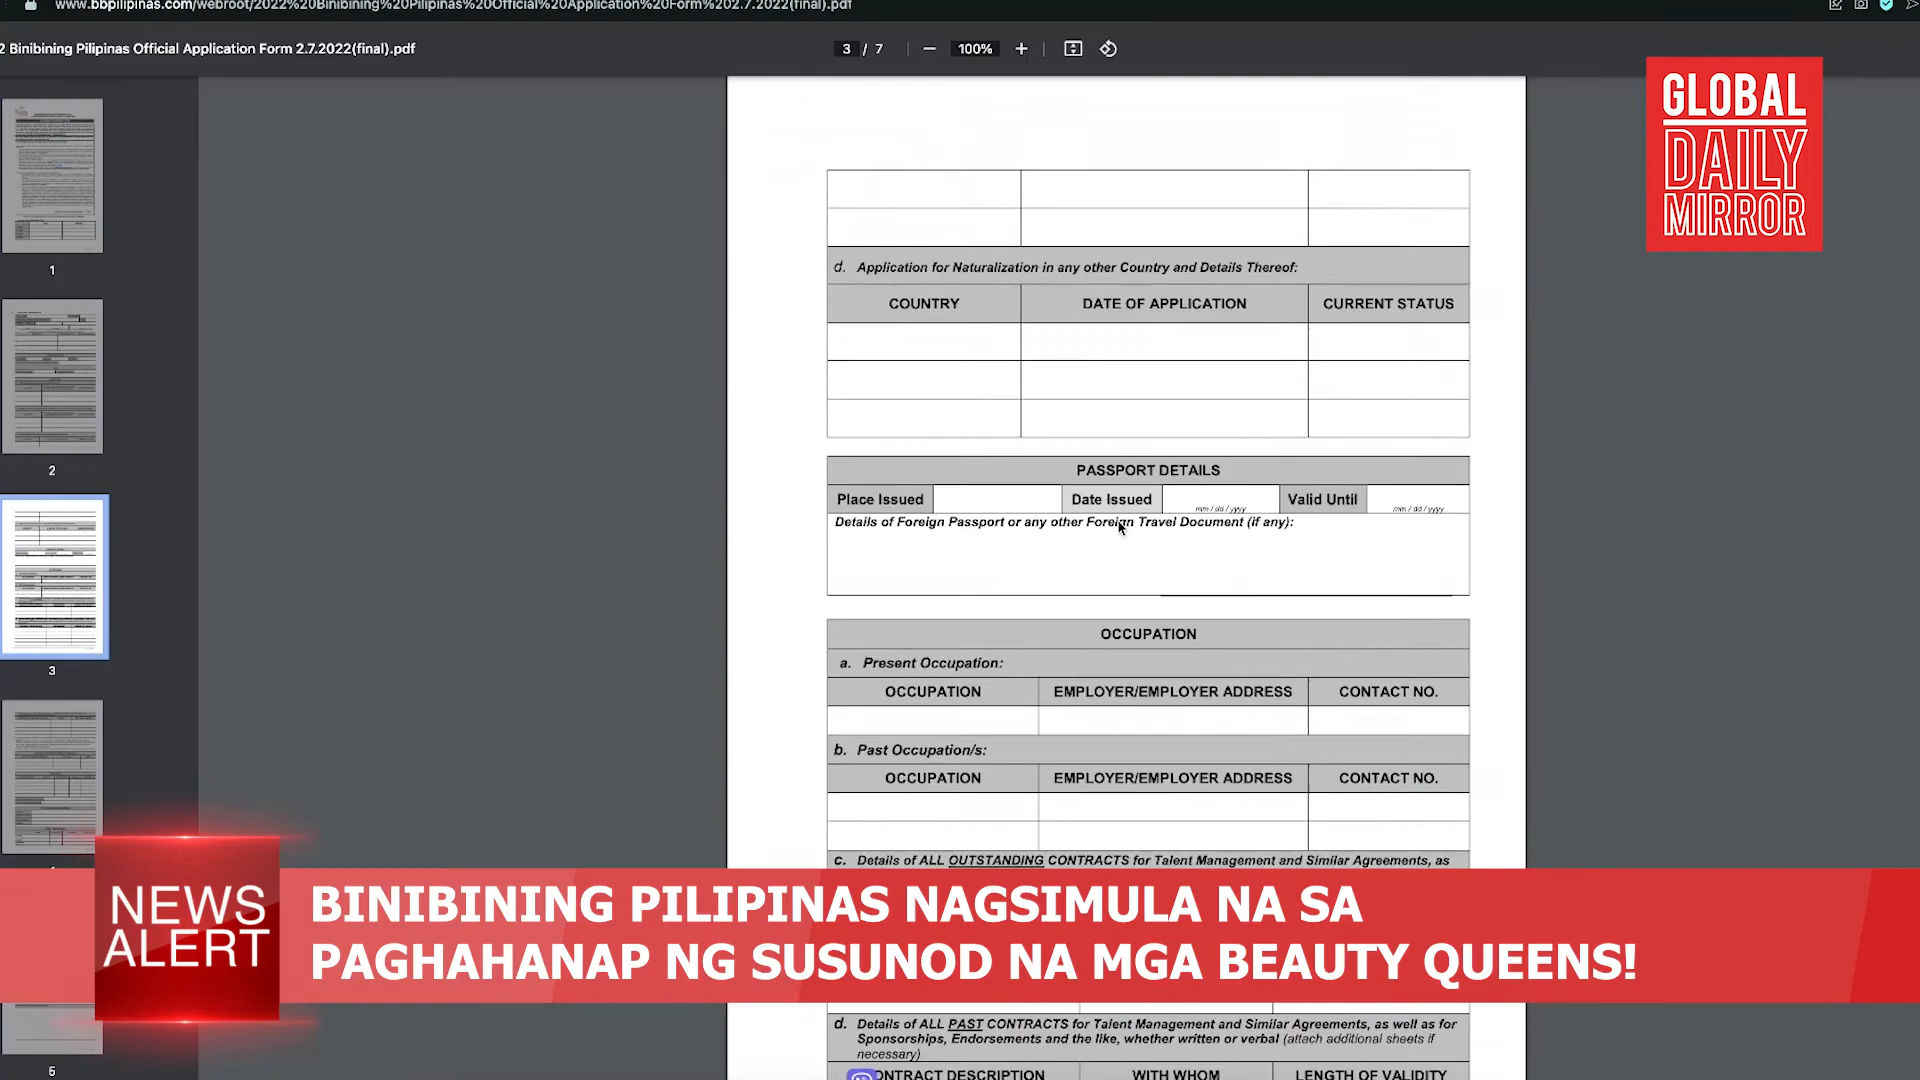 www.bbpilipinas.com/webroot/2022%20Binibining%20Pilipinas%20Official%20Application%20Form%202.7.2022(final).pdf
2 Binibining Pilipinas Official Application Form 2.7.2022(final).pdf
3 / 7
100%
GLOBAL
DAILY
MIRROR
1
2
3
5
d. Application for Naturalization in any other Country and Details Thereof:
COUNTRY DATE OF APPLICATION CURRENT STATUS
PASSPORT DETAILS
Place Issued Date Issued mm / dd / yyyy Valid Until mm / dd / yyyy
Details of Foreign Passport or any other Foreign Travel Document (if any):
OCCUPATION
a. Present Occupation:
OCCUPATION EMPLOYER/EMPLOYER ADDRESS CONTACT NO.
b. Past Occupation/s:
OCCUPATION EMPLOYER/EMPLOYER ADDRESS CONTACT NO.
c. Details of ALL OUTSTANDING CONTRACTS for Talent Management and Similar Agreements, as
NEWS
ALERT
BINIBINING PILIPINAS NAGSIMULA NA SA
PAGHAHANAP NG SUSUNOD NA MGA BEAUTY QUEENS!
d. Details of ALL PAST CONTRACTS for Talent Management and Similar Agreements, as well as for
Sponsorships, Endorsements and the like, whether written or verbal (attach additional sheets if
necessary)
DESCRIPTION WITH WHOM LENGTH OF VALIDITY